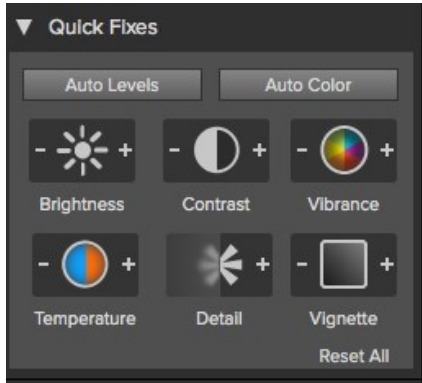 Quick Fixes
Auto Levels Auto Color
- + - + - +
Brightness Contrast Vibrance
- + + - +
Temperature Detail Vignette
Reset All